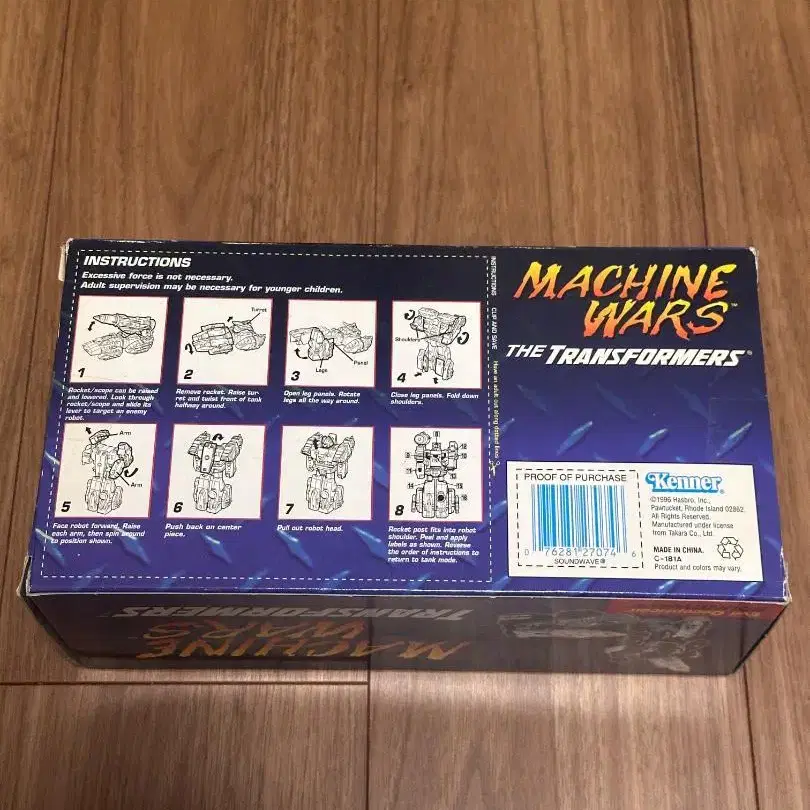 INSTRUCTIONS
Excessive force is not necessary.
Adult supervision may be necessary for younger children.
1
Rocket/scope can be raised
and lowered. Look through
rocket/scope and slide its
lever to target an enemy
robot.
Turret
2
Remove rocket. Raise tur-
ret and twist front of tank
halfway around.
Legs
Panel
3
Open leg panels. Rotate
legs all the way around.
Shoulders
4
Close leg panels. Fold down
shoulders.
Arm
Arm
5
Face robot forward. Raise
each arm, then spin around
to position shown.
6
Push back on center
piece.
7
Pull out robot head.
8
Rocket post fits into robot
shoulder. Peel and apply
labels as shown. Reverse
the order of instructions to
return to tank mode.
INSTRUCTIONS CLIP AND SAVE Have an adult cut along dotted lines
MACHINE
WARS™
THE TRANSFORMERS®
PROOF OF PURCHASE
0 76281 27074 6
SOUNDWAVE®
Kenner
©1996 Hasbro, Inc.,
Pawtucket, Rhode Island 02862.
All Rights Reserved.
Manufactured under license
from Takara Co., Ltd.
MADE IN CHINA.
C-181A
Product and colors may vary.
TRANSFORMERS
MACHINE
WARS